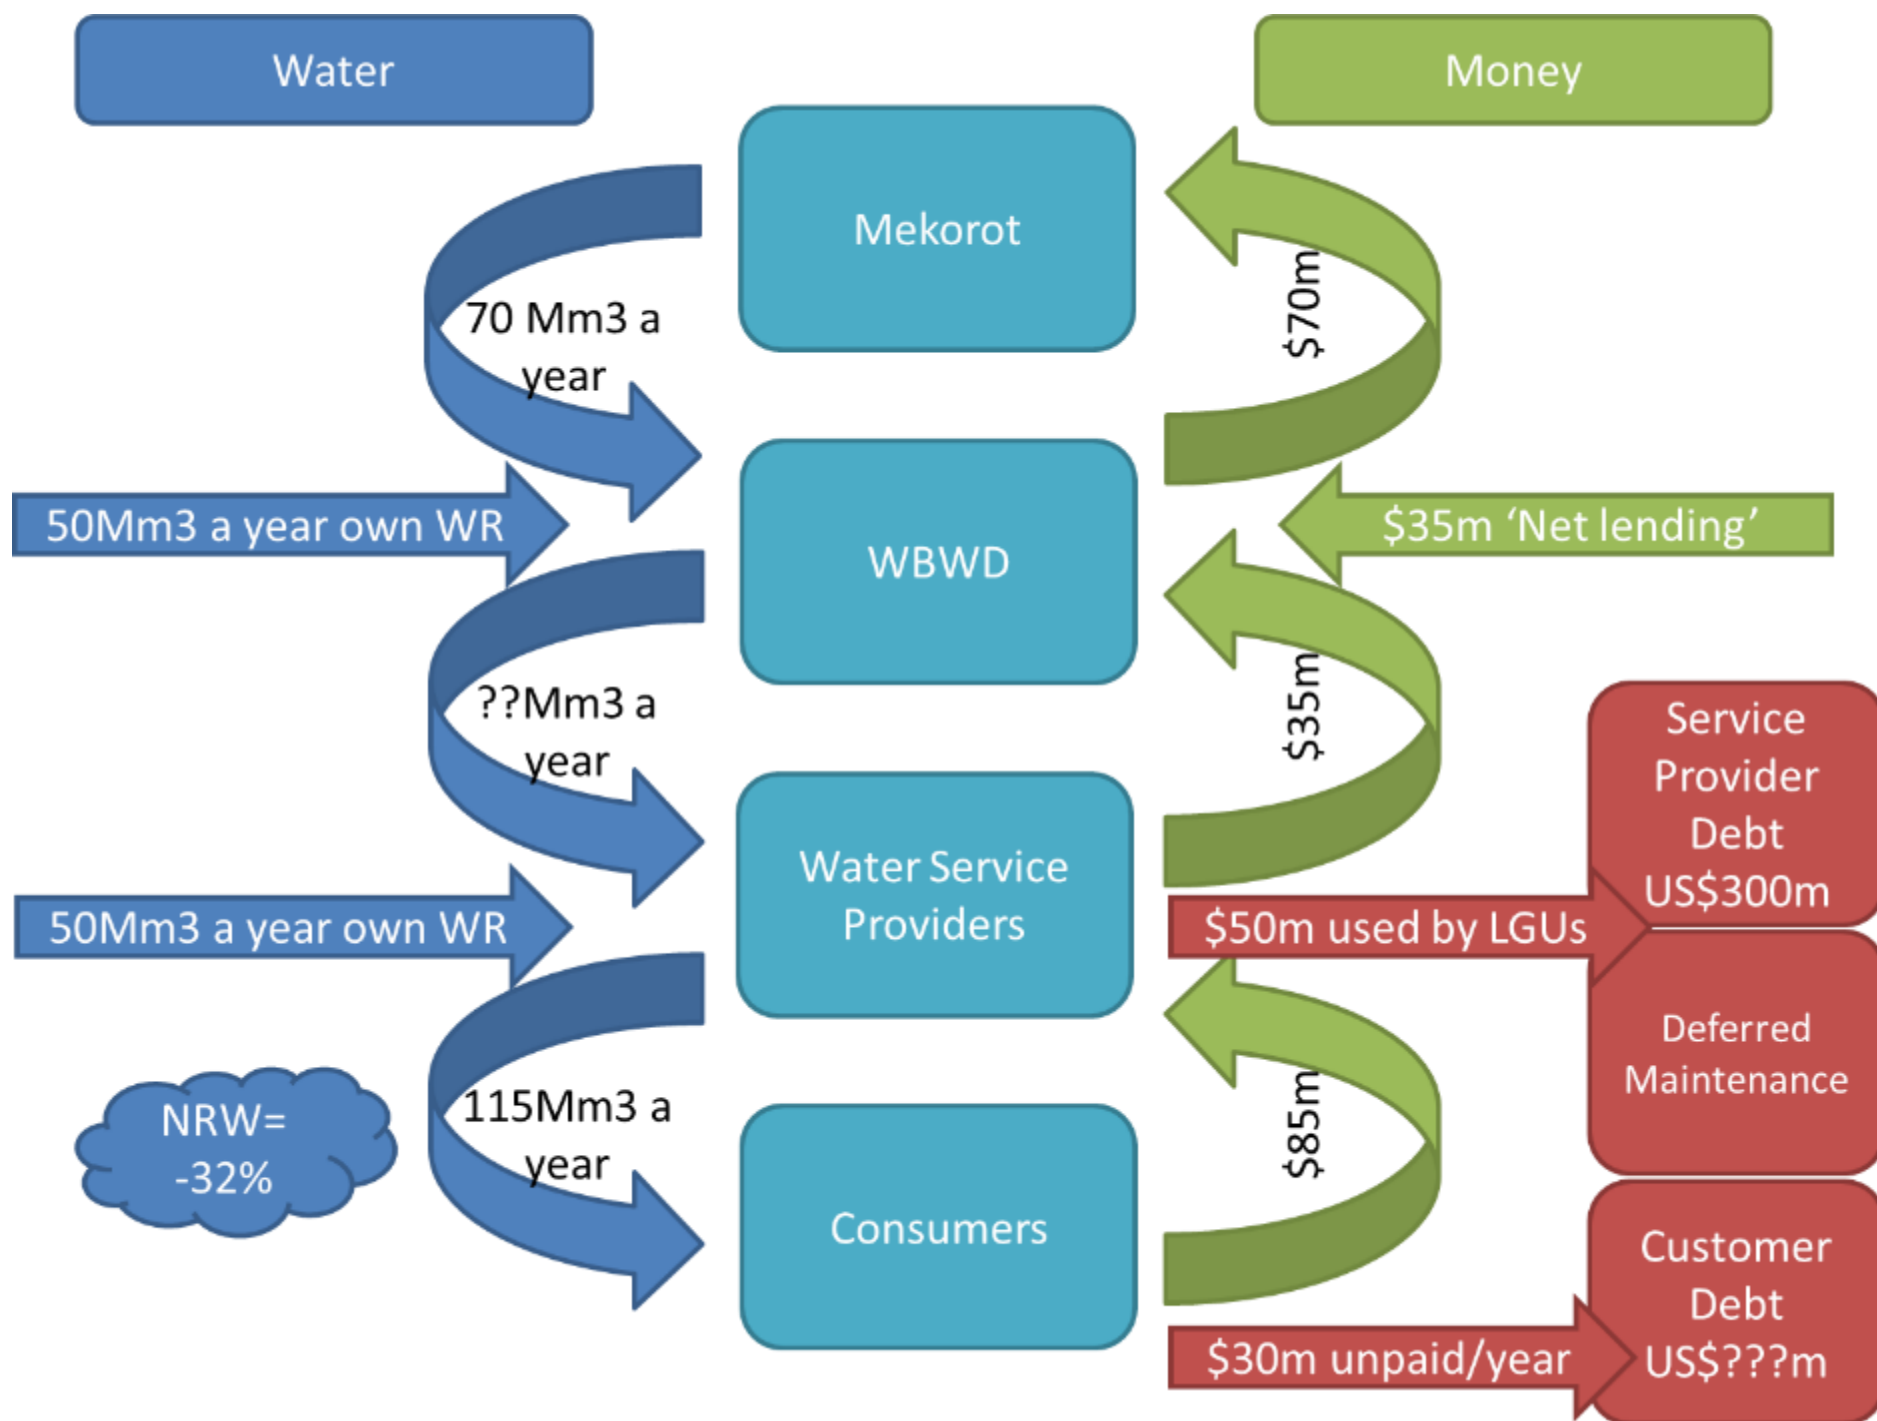 Water
Money
Mekorot
70 Mm3 a
year
$70m
50Mm3 a year own WR
WBWD
$35m ‘Net lending’
??Mm3 a
year
$35m
Service
Provider
Debt
US$300m
50Mm3 a year own WR
Water Service
Providers
$50m used by LGUs
Deferred
Maintenance
NRW=
-32%
115Mm3 a
year
$85m
Consumers
Customer
Debt
US$???m
$30m unpaid/year